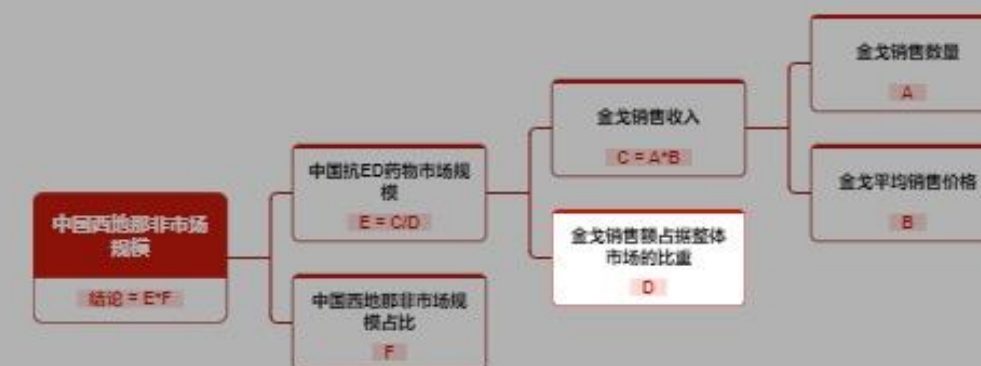 中国西地那非市场
规模
结论 = E*F
中国抗ED药物市场规
模
E = C/D
中国西地那非市场规
模占比
F
金戈销售收入
C = A*B
金戈销售额占据整体
市场的比重
D
金戈销售数量
A
金戈平均销售价格
B